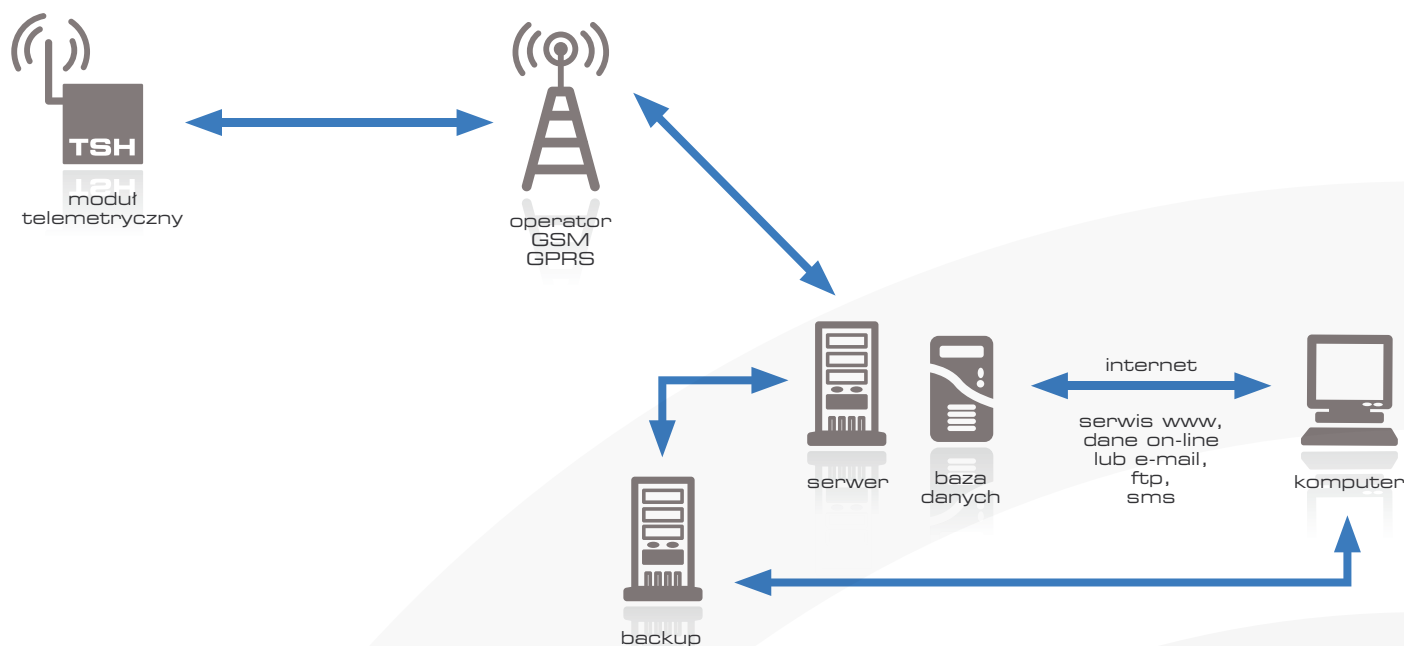 TSH
moduł
telemetryczny
operator
GSM
GPRS
internet
serwis www,
dane on-line
lub e-mail,
ftp,
sms
serwer
baza
danych
komputer
backup